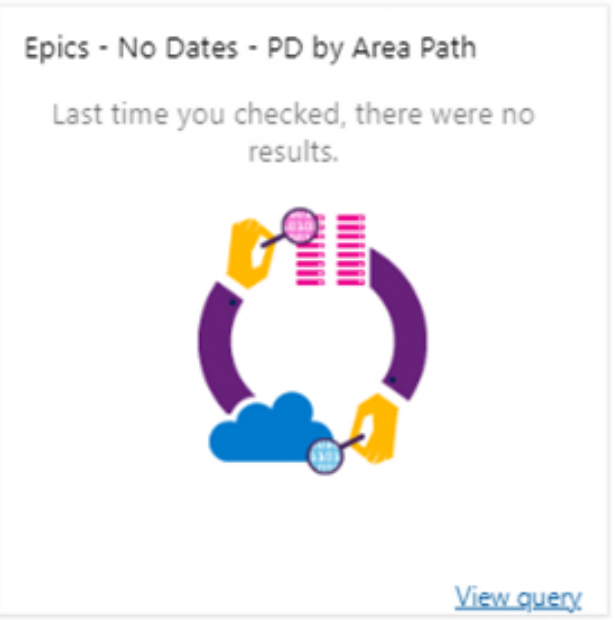 Epics - No Dates - PD by Area Path
Last time you checked, there were no
results.
View query